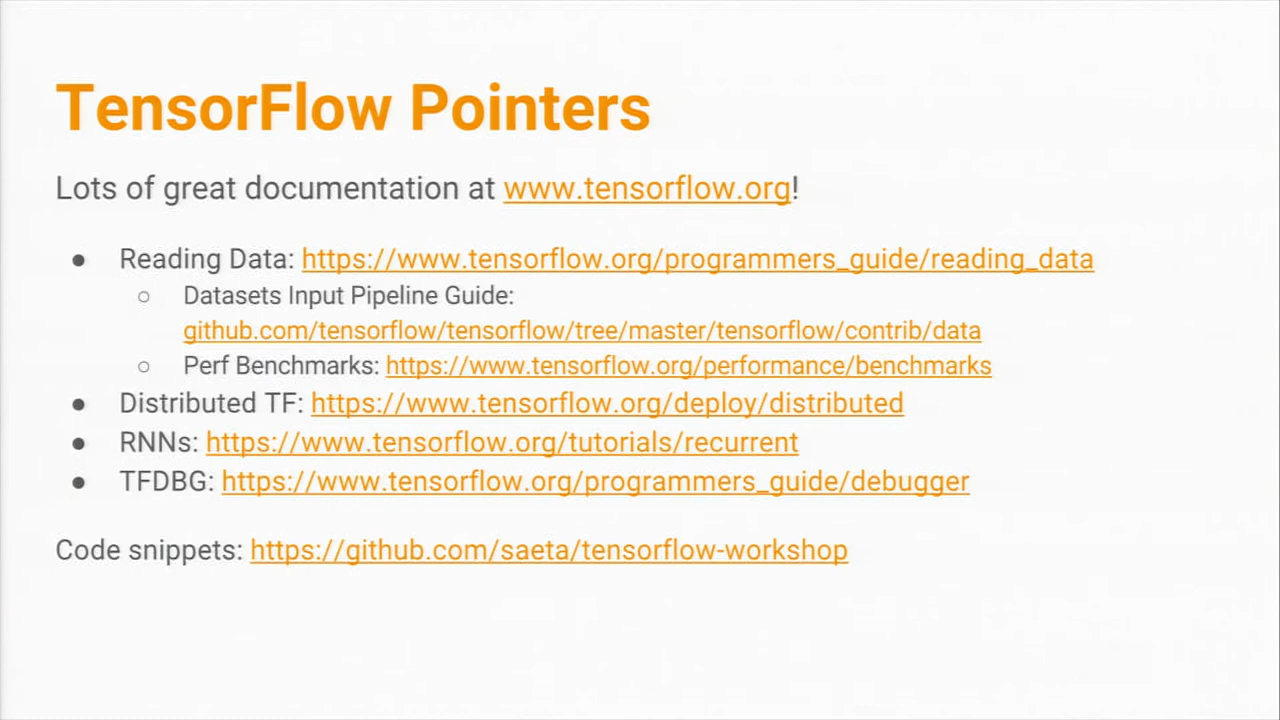 TensorFlow Pointers
Lots of great documentation at www.tensorflow.org!
● Reading Data: https://www.tensorflow.org/programmers_guide/reading_data
○ Datasets Input Pipeline Guide:
github.com/tensorflow/tensorflow/tree/master/tensorflow/contrib/data
○ Perf Benchmarks: https://www.tensorflow.org/performance/benchmarks
● Distributed TF: https://www.tensorflow.org/deploy/distributed
● RNNs: https://www.tensorflow.org/tutorials/recurrent
● TFDBG: https://www.tensorflow.org/programmers_guide/debugger
Code snippets: https://github.com/saeta/tensorflow-workshop